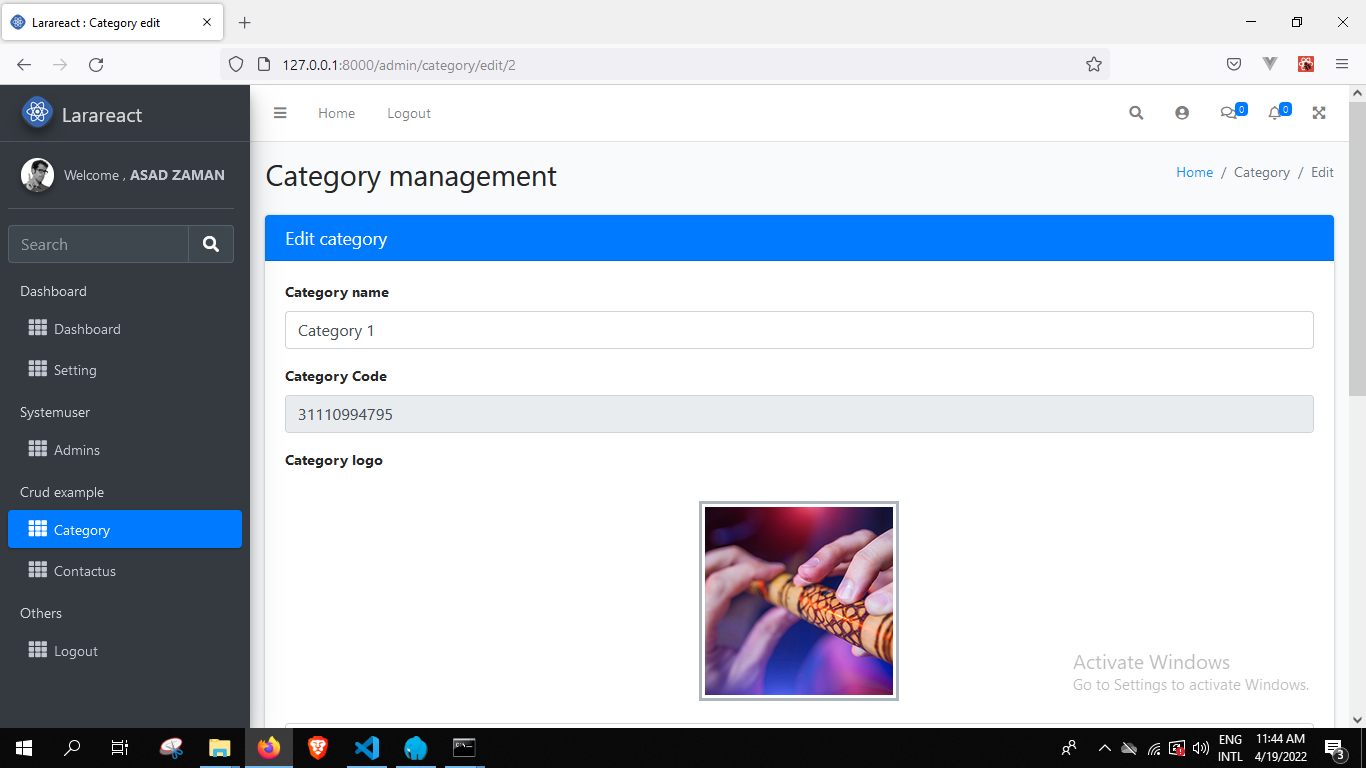 Larareact : Category edit
127.0.0.1:8000/admin/category/edit/2
Larareact
Home
Logout
0
0
Welcome , ASAD ZAMAN
Search
Dashboard
Dashboard
Setting
Systemuser
Admins
Crud example
Category
Contactus
Others
Logout
Category management
Home / Category / Edit
Edit category
Category name
Category 1
Category Code
31110994795
Category logo
Activate Windows
Go to Settings to activate Windows.
ENG
INTL
11:44 AM
4/19/2022
3